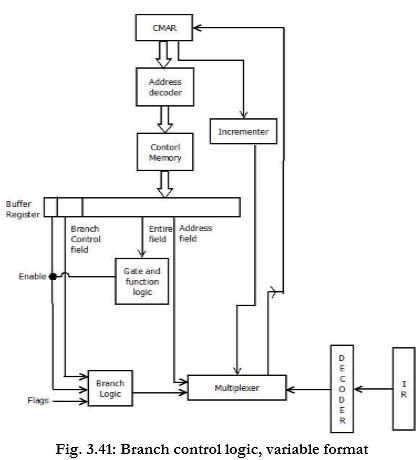 CMAR
Address
decoder
Incrementer
Contorl
Memory
Buffer
Register
Branch
Control
field
Entire
field
Address
field
Enable
Gate and
function
logic
Branch
Logic
Flags
Multiplexer
DECODER
IR
Fig. 3.41: Branch control logic, variable format